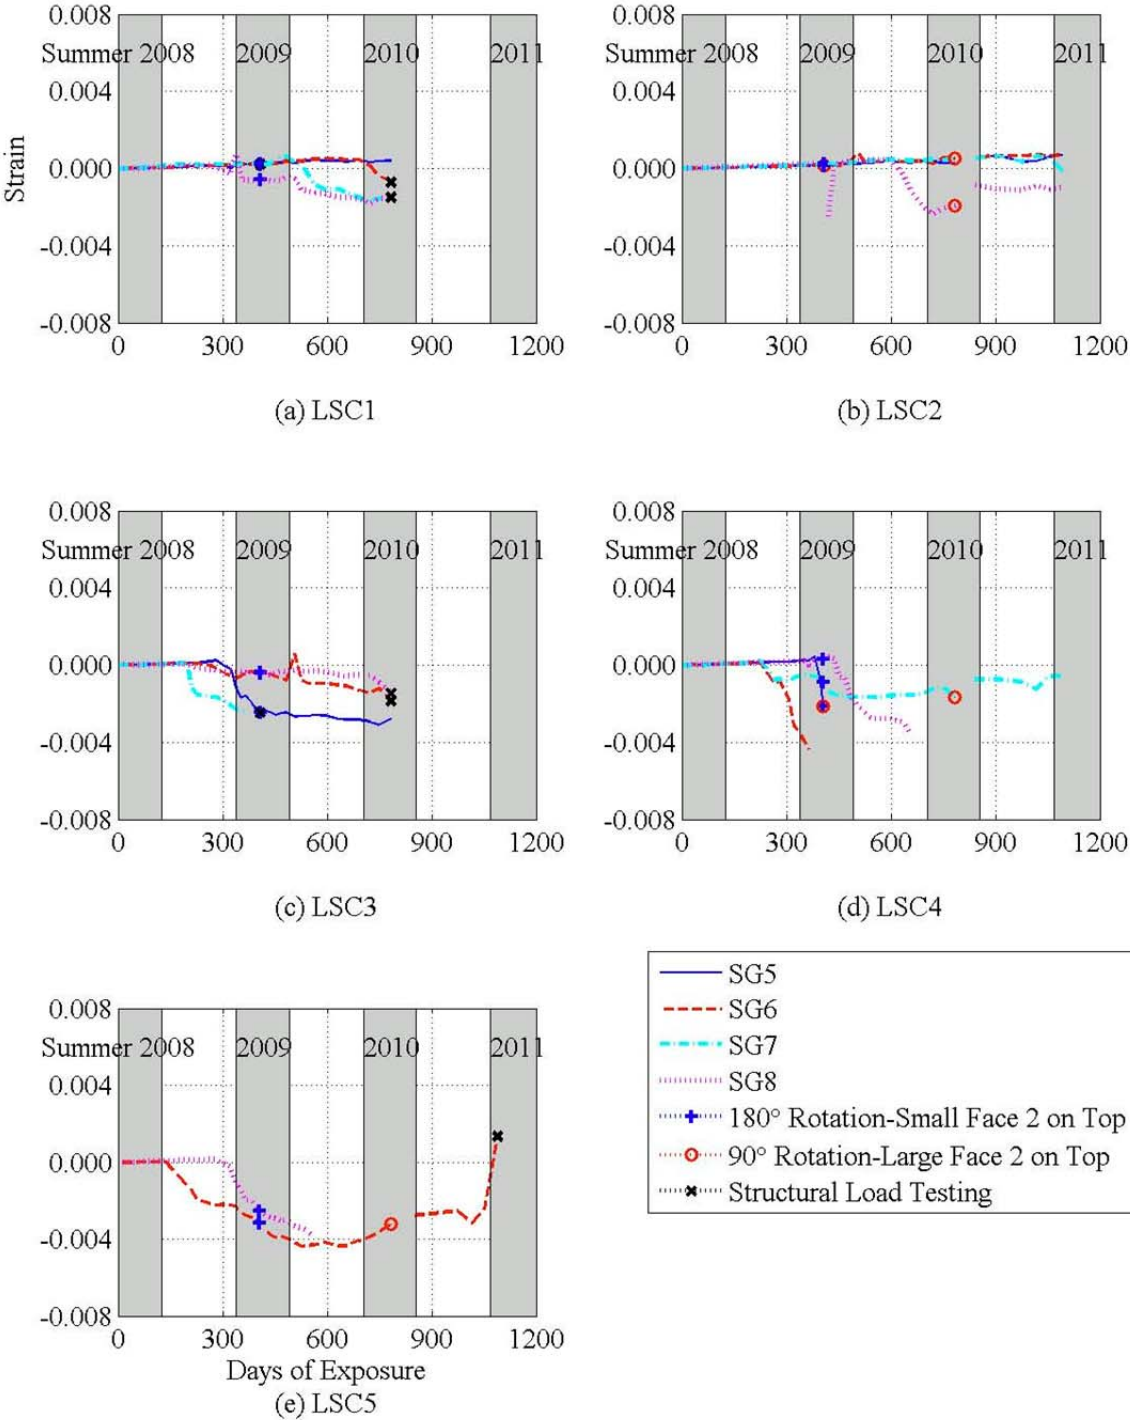 0.008 0.008
Summer 2008 2009 2010 2011 Summer 2008 2009 2010 2011
0.004 0.004
Strain
0.000 0.000
-0.004 -0.004
-0.008 -0.008
0 300 600 900 1200 0 300 600 900 1200
(a) LSC1 (b) LSC2
0.008 0.008
Summer 2008 2009 2010 2011 Summer 2008 2009 2010 2011
0.004 0.004
0.000 0.000
-0.004 -0.004
-0.008 -0.008
0 300 600 900 1200 0 300 600 900 1200
(c) LSC3 (d) LSC4
0.008
Summer 2008 2009 2010 2011
0.004
0.000
-0.004
-0.008
0 300 600 900 1200
Days of Exposure
(e) LSC5
SG5
SG6
SG7
SG8
180° Rotation-Small Face 2 on Top
90° Rotation-Large Face 2 on Top
Structural Load Testing